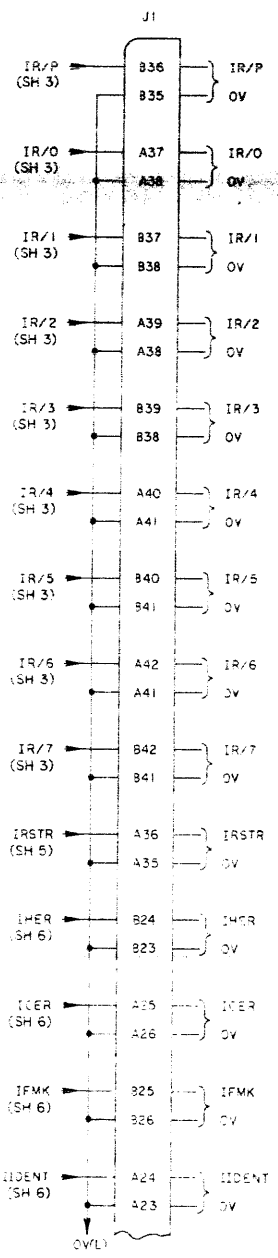 J1
IR/P B36 IR/P
(SH 3) B35 0V
IR/0 A37 IR/0
(SH 3) A38 0V
IR/1 B37 IR/1
(SH 3) B38 0V
IR/2 A39 IR/2
(SH 3) A38 0V
IR/3 B39 IR/3
(SH 3) B38 0V
IR/4 A40 IR/4
(SH 3) A41 0V
IR/5 B40 IR/5
(SH 3) B41 0V
IR/6 A42 IR/6
(SH 3) A41 0V
IR/7 B42 IR/7
(SH 3) B41 0V
IRSTR A36 IRSTR
(SH 5) A35 0V
IHER B24 IHER
(SH 6) B23 0V
ICER A25 ICER
(SH 6) A26 0V
IFMK B25 IFMK
(SH 6) B26 0V
IIDENT A24 IIDENT
(SH 6) A23 0V
0V(L)